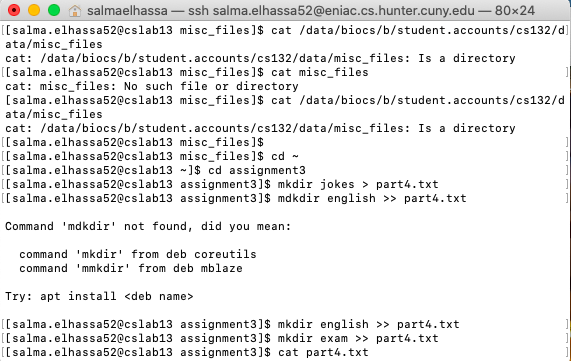 salmaelhassa — ssh salma.elhassa52@eniac.cs.hunter.cuny.edu — 80×24
[[salma.elhassa52@cslab13 misc_files]$ cat /data/biocs/b/student.accounts/cs132/d]
ata/misc_files
cat: /data/biocs/b/student.accounts/cs132/data/misc_files: Is a directory
[[salma.elhassa52@cslab13 misc_files]$ cat misc_files ]
cat: misc_files: No such file or directory
[[salma.elhassa52@cslab13 misc_files]$ cat /data/biocs/b/student.accounts/cs132/d]
ata/misc_files
cat: /data/biocs/b/student.accounts/cs132/data/misc_files: Is a directory
[[salma.elhassa52@cslab13 misc_files]$ ]
[[salma.elhassa52@cslab13 misc_files]$ cd ~ ]
[[salma.elhassa52@cslab13 ~]$ cd assignment3 ]
[[salma.elhassa52@cslab13 assignment3]$ mkdir jokes > part4.txt ]
[[salma.elhassa52@cslab13 assignment3]$ mdkdir english >> part4.txt ]
Command 'mdkdir' not found, did you mean:
command 'mkdir' from deb coreutils
command 'mmkdir' from deb mblaze
Try: apt install <deb name>
[[salma.elhassa52@cslab13 assignment3]$ mkdir english >> part4.txt ]
[[salma.elhassa52@cslab13 assignment3]$ mkdir exam >> part4.txt ]
[[salma.elhassa52@cslab13 assignment3]$ cat part4.txt ]